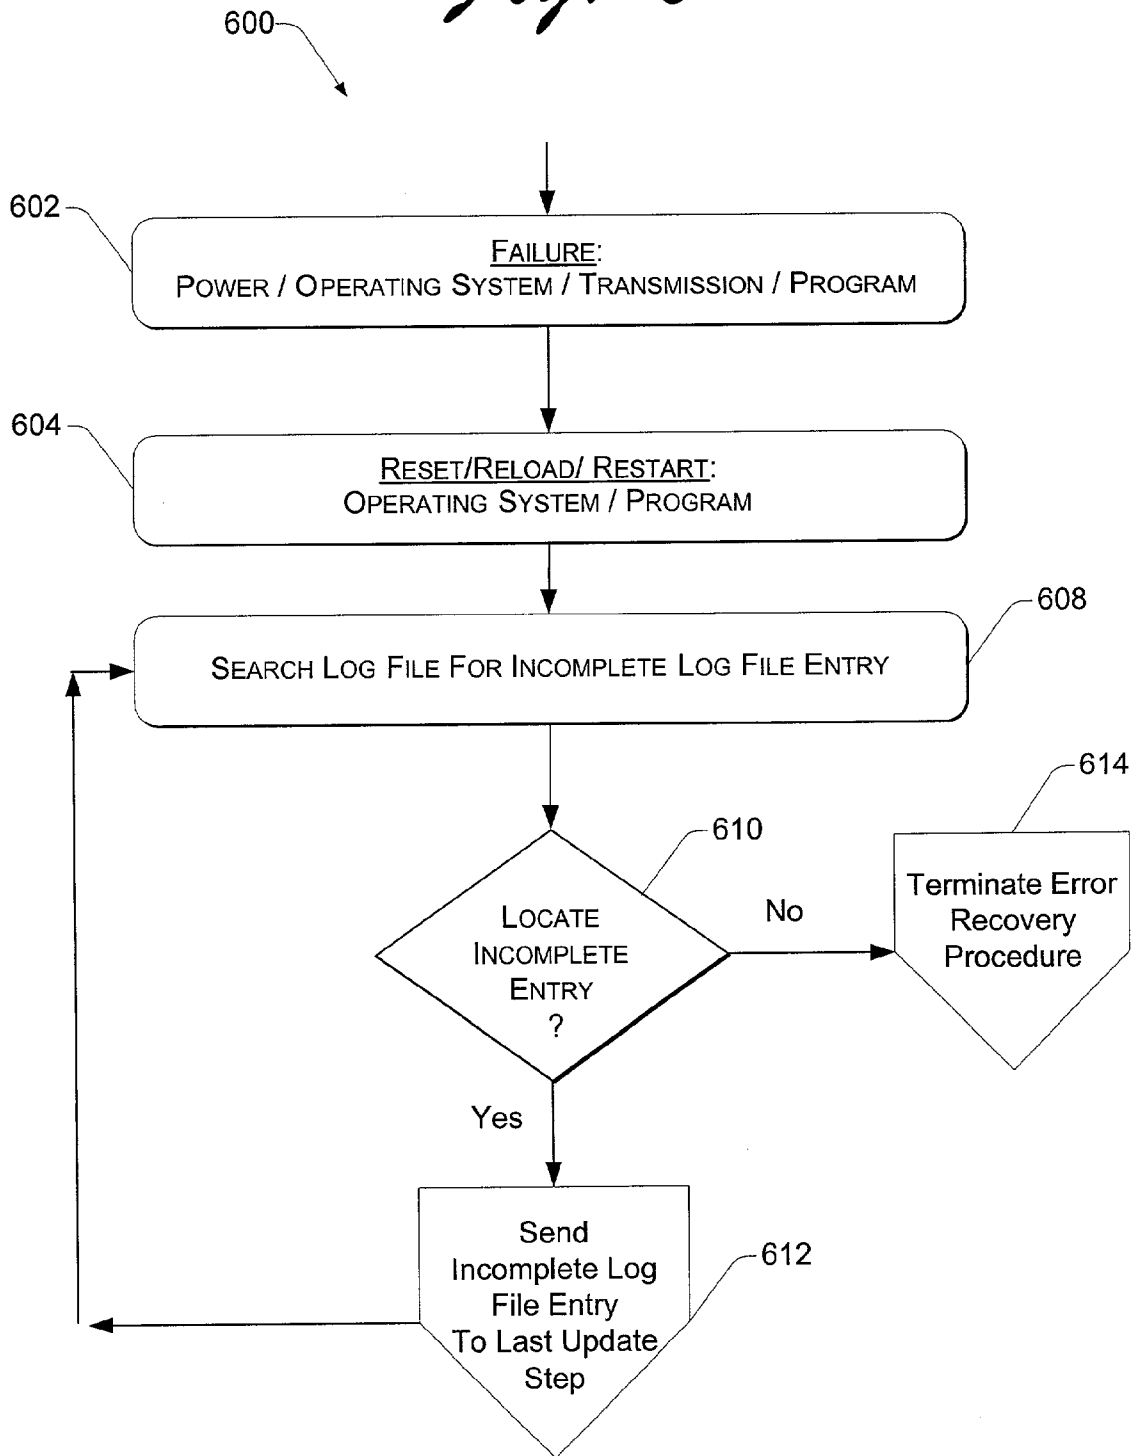 600
602
FAILURE:
POWER / OPERATING SYSTEM / TRANSMISSION / PROGRAM
604
RESET/RELOAD/ RESTART:
OPERATING SYSTEM / PROGRAM
608
SEARCH LOG FILE FOR INCOMPLETE LOG FILE ENTRY
614
610
Terminate Error
Recovery
Procedure
No
LOCATE
INCOMPLETE
ENTRY
?
Yes
Send
Incomplete Log
File Entry
To Last Update
Step
612